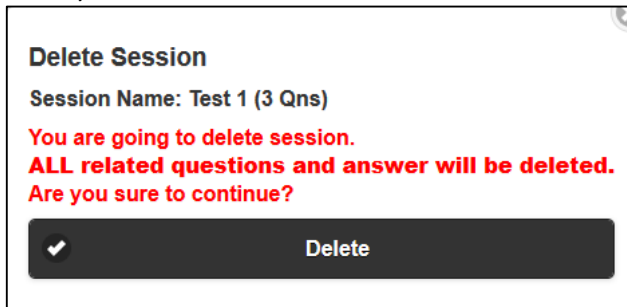 Delete Session
Session Name: Test 1 (3 Qns)
You are going to delete session.
ALL related questions and answer will be deleted.
Are you sure to continue?
Delete